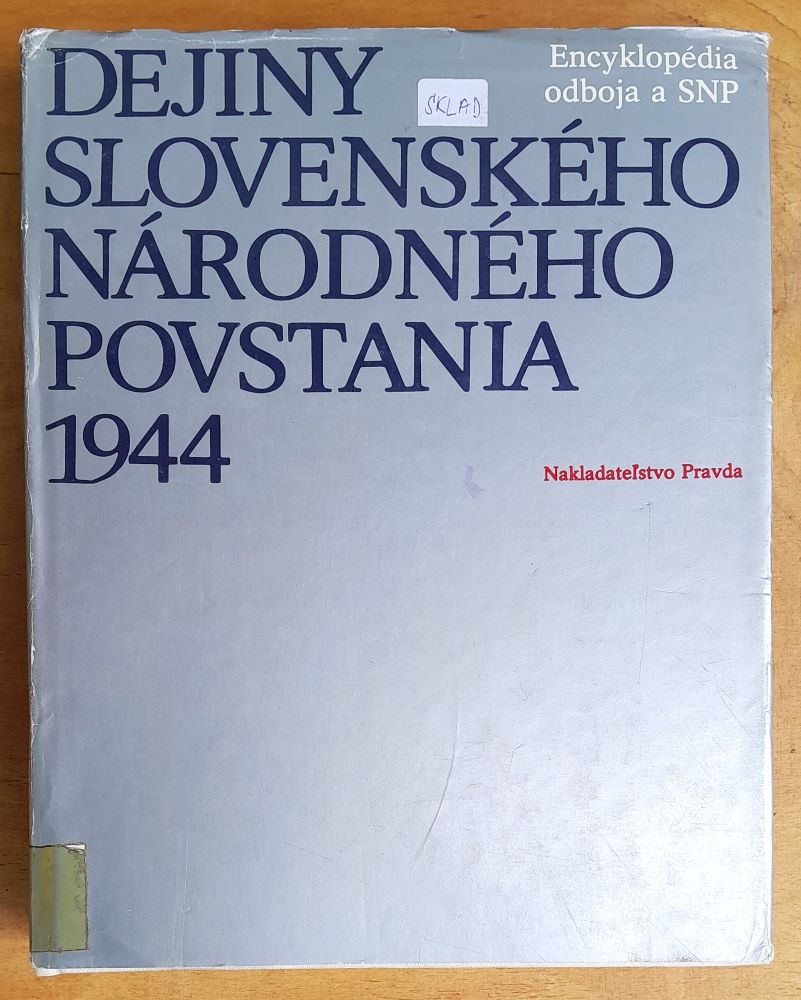 DEJINY
SLOVENSKÉHO
NÁRODNÉHO
POVSTANIA
1944
SKLAD
Encyklopédia
odboja a SNP
Nakladateľstvo Pravda